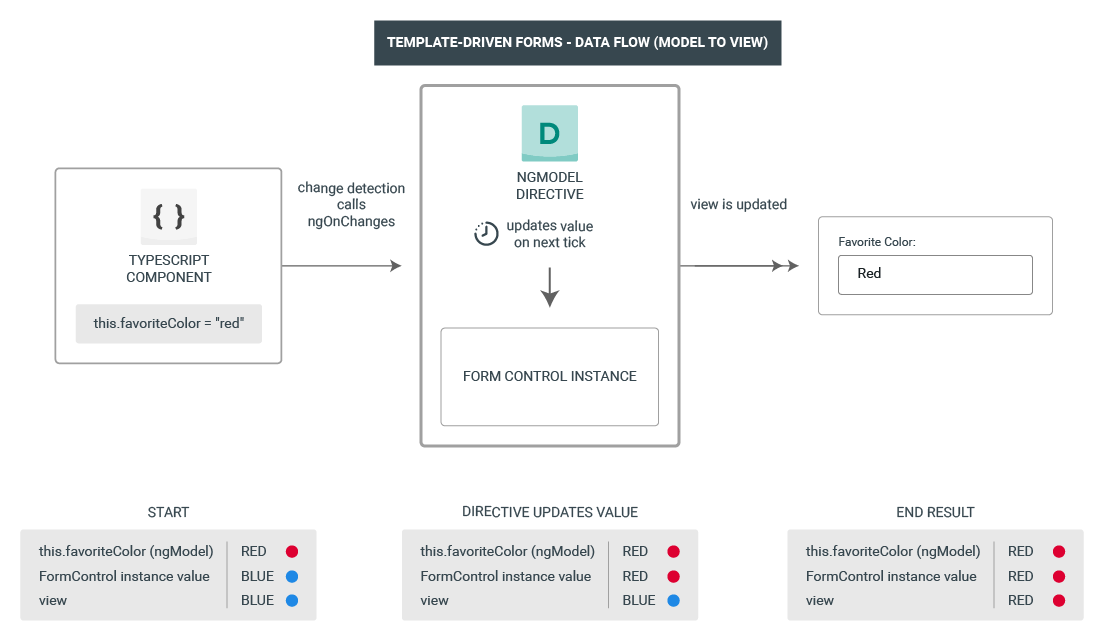 TEMPLATE-DRIVEN FORMS - DATA FLOW (MODEL TO VIEW)
{ }
TYPESCRIPT
COMPONENT
this.favoriteColor = "red"
change detection
calls
ngOnChanges
D
NGMODEL
DIRECTIVE
updates value
on next tick
FORM CONTROL INSTANCE
view is updated
Favorite Color:
Red
START
this.favoriteColor (ngModel) RED
FormControl instance value BLUE
view BLUE
DIRECTIVE UPDATES VALUE
this.favoriteColor (ngModel) RED
FormControl instance value RED
view BLUE
END RESULT
this.favoriteColor (ngModel) RED
FormControl instance value RED
view RED